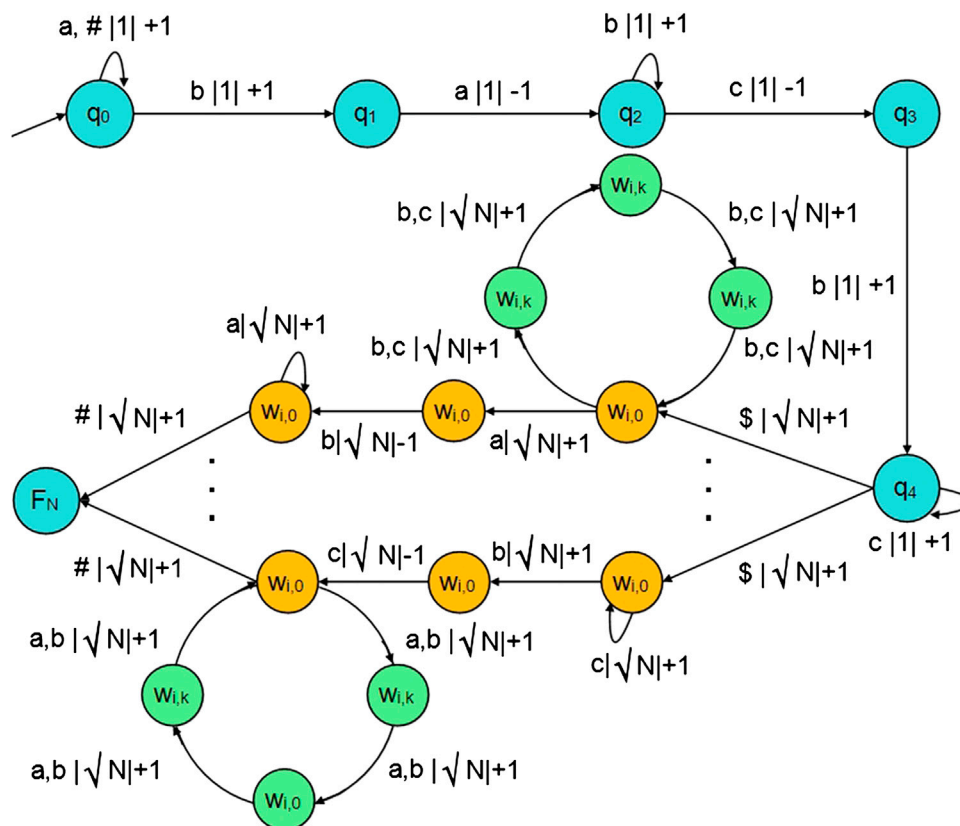 a, # |1| +1
b |1| +1
q0
b |1| +1
q1
a |1| -1
q2
c |1| -1
q3
wi,k
b,c |√N|+1
b,c |√N|+1
wi,k
wi,k
b |1| +1
a|√N|+1
b,c |√N|+1
b,c |√N|+1
#|√N|+1
wi,0
wi,0
wi,0
$ |√N|+1
b|√N|-1
a|√N|+1
FN
q4
c |1| +1
#|√N|+1
c|√N|-1
b|√N|+1
$ |√N|+1
wi,0
wi,0
wi,0
a,b |√N|+1
a,b |√N|+1
c|√N|+1
wi,k
wi,k
a,b |√N|+1
a,b |√N|+1
wi,0